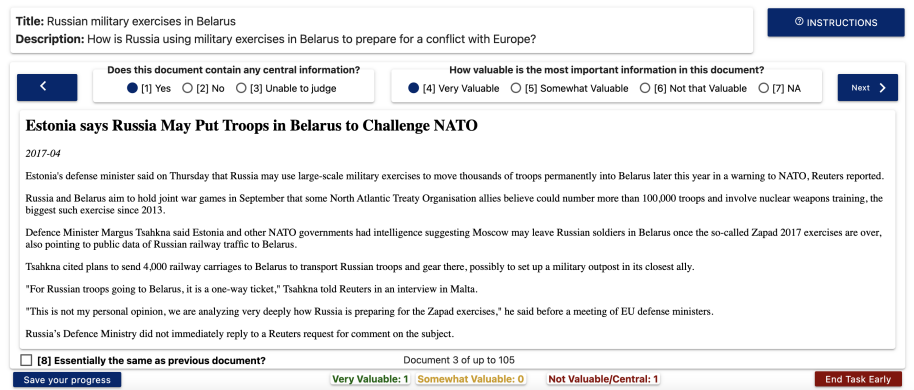 Title: Russian military exercises in Belarus
Description: How is Russia using military exercises in Belarus to prepare for a conflict with Europe?
INSTRUCTIONS
Does this document contain any central information?
[1] Yes [2] No [3] Unable to judge
How valuable is the most important information in this document?
[4] Very Valuable [5] Somewhat Valuable [6] Not that Valuable [7] NA
Next
Estonia says Russia May Put Troops in Belarus to Challenge NATO
2017-04
Estonia's defense minister said on Thursday that Russia may use large-scale military exercises to move thousands of troops permanently into Belarus later this year in a warning to NATO, Reuters reported.
Russia and Belarus aim to hold joint war games in September that some North Atlantic Treaty Organisation allies believe could number more than 100,000 troops and involve nuclear weapons training, the
biggest such exercise since 2013.
Defence Minister Margus Tsahkna said Estonia and other NATO governments had intelligence suggesting Moscow may leave Russian soldiers in Belarus once the so-called Zapad 2017 exercises are over,
also pointing to public data of Russian railway traffic to Belarus.
Tsahkna cited plans to send 4,000 railway carriages to Belarus to transport Russian troops and gear there, possibly to set up a military outpost in its closest ally.
"For Russian troops going to Belarus, it is a one-way ticket," Tsahkna told Reuters in an interview in Malta.
"This is not my personal opinion, we are analyzing very deeply how Russia is preparing for the Zapad exercises," he said before a meeting of EU defense ministers.
Russia's Defence Ministry did not immediately reply to a Reuters request for comment on the subject.
[8] Essentially the same as previous document?
Document 3 of up to 105
Save your progress
Very Valuable: 1 Somewhat Valuable: 0 Not Valuable/Central: 1
End Task Early